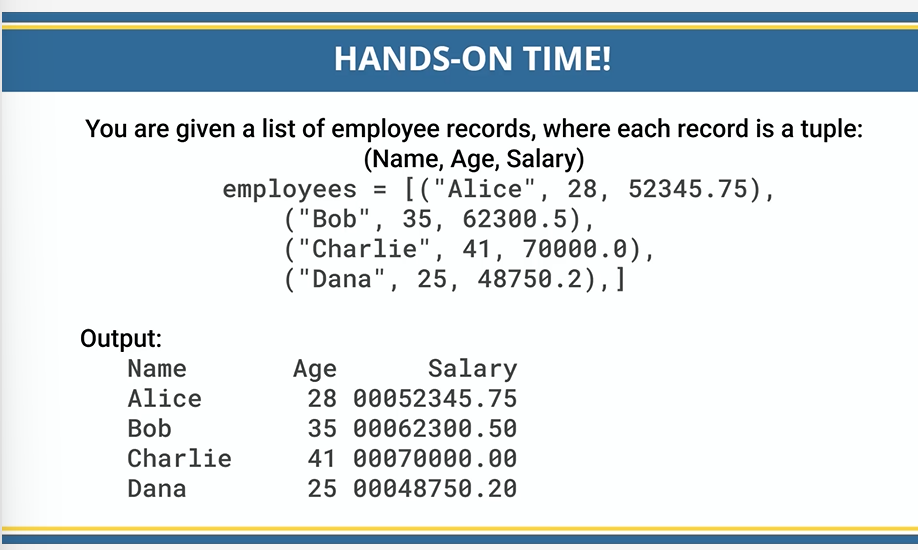 HANDS-ON TIME!
You are given a list of employee records, where each record is a tuple:
(Name, Age, Salary)
employees = [("Alice", 28, 52345.75),
("Bob", 35, 62300.5),
("Charlie", 41, 70000.0),
("Dana", 25, 48750.2),]
Output:
Name Age Salary
Alice 28 00052345.75
Bob 35 00062300.50
Charlie 41 00070000.00
Dana 25 00048750.20